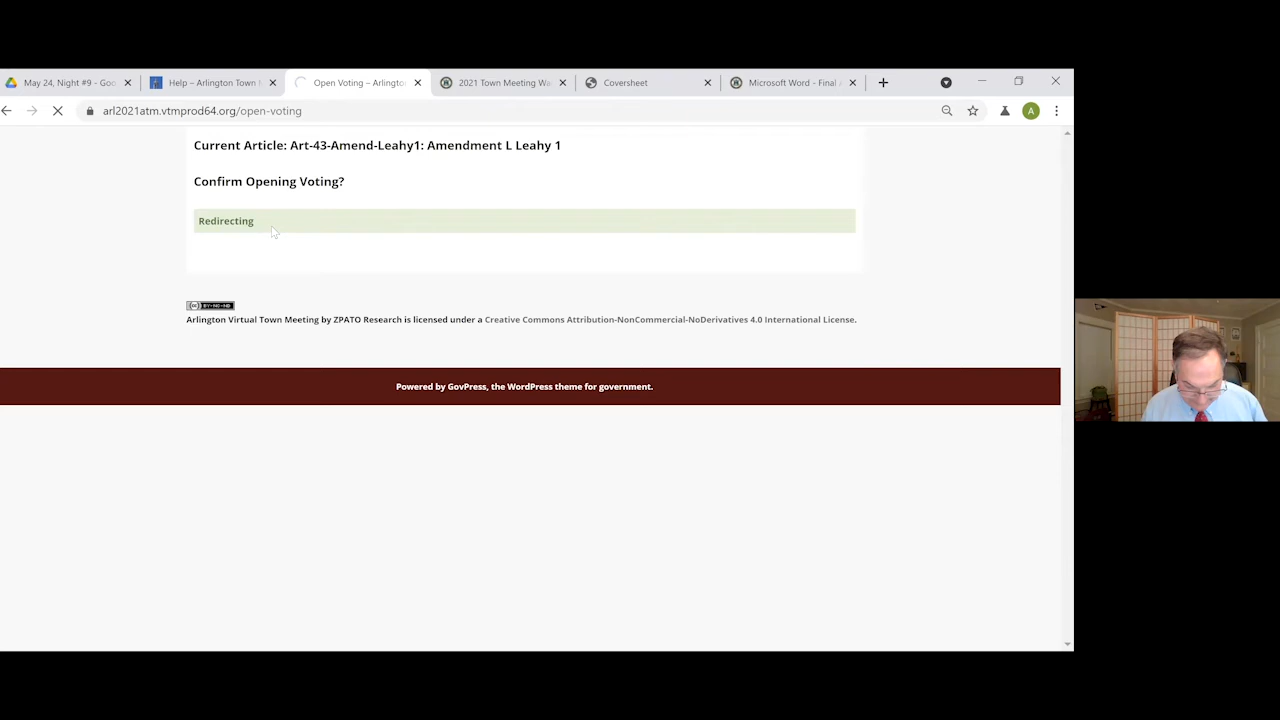 May 24, Night #9 - Goo
Help – Arlington Town
Open Voting – Arlingto
2021 Town Meeting Wa
Coversheet
Microsoft Word - Final
A
arl2021atm.vtmprod64.org/open-voting
Current Article: Art-43-Amend-Leahy1: Amendment L Leahy 1
Confirm Opening Voting?
Redirecting
Arlington Virtual Town Meeting by ZPATO Research is licensed under a Creative Commons Attribution-NonCommercial-NoDerivatives 4.0 International License.
Powered by GovPress, the WordPress theme for government.